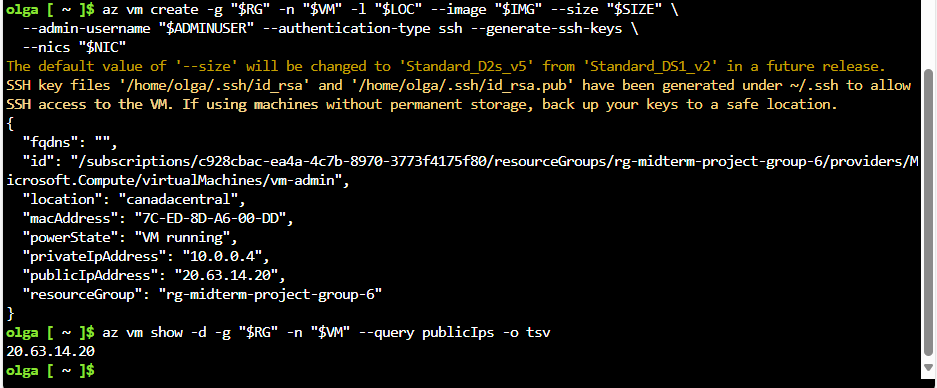 olga [ ~ ]$ az vm create -g "$RG" -n "$VM" -l "$LOC" --image "$IMG" --size "$SIZE" \
  --admin-username "$ADMINUSER" --authentication-type ssh --generate-ssh-keys \
  --nics "$NIC"
The default value of '--size' will be changed to 'Standard_D2s_v5' from 'Standard_DS1_v2' in a future release.
SSH key files '/home/olga/.ssh/id_rsa' and '/home/olga/.ssh/id_rsa.pub' have been generated under ~/.ssh to allow
SSH access to the VM. If using machines without permanent storage, back up your keys to a safe location.
{
  "fqdns": "",
  "id": "/subscriptions/c928cbac-ea4a-4c7b-8970-3773f4175f80/resourceGroups/rg-midterm-project-group-6/providers/M
icrosoft.Compute/virtualMachines/vm-admin",
  "location": "canadacentral",
  "macAddress": "7C-ED-8D-A6-00-DD",
  "powerState": "VM running",
  "privateIpAddress": "10.0.0.4",
  "publicIpAddress": "20.63.14.20",
  "resourceGroup": "rg-midterm-project-group-6"
}
olga [ ~ ]$ az vm show -d -g "$RG" -n "$VM" --query publicIps -o tsv
20.63.14.20
olga [ ~ ]$